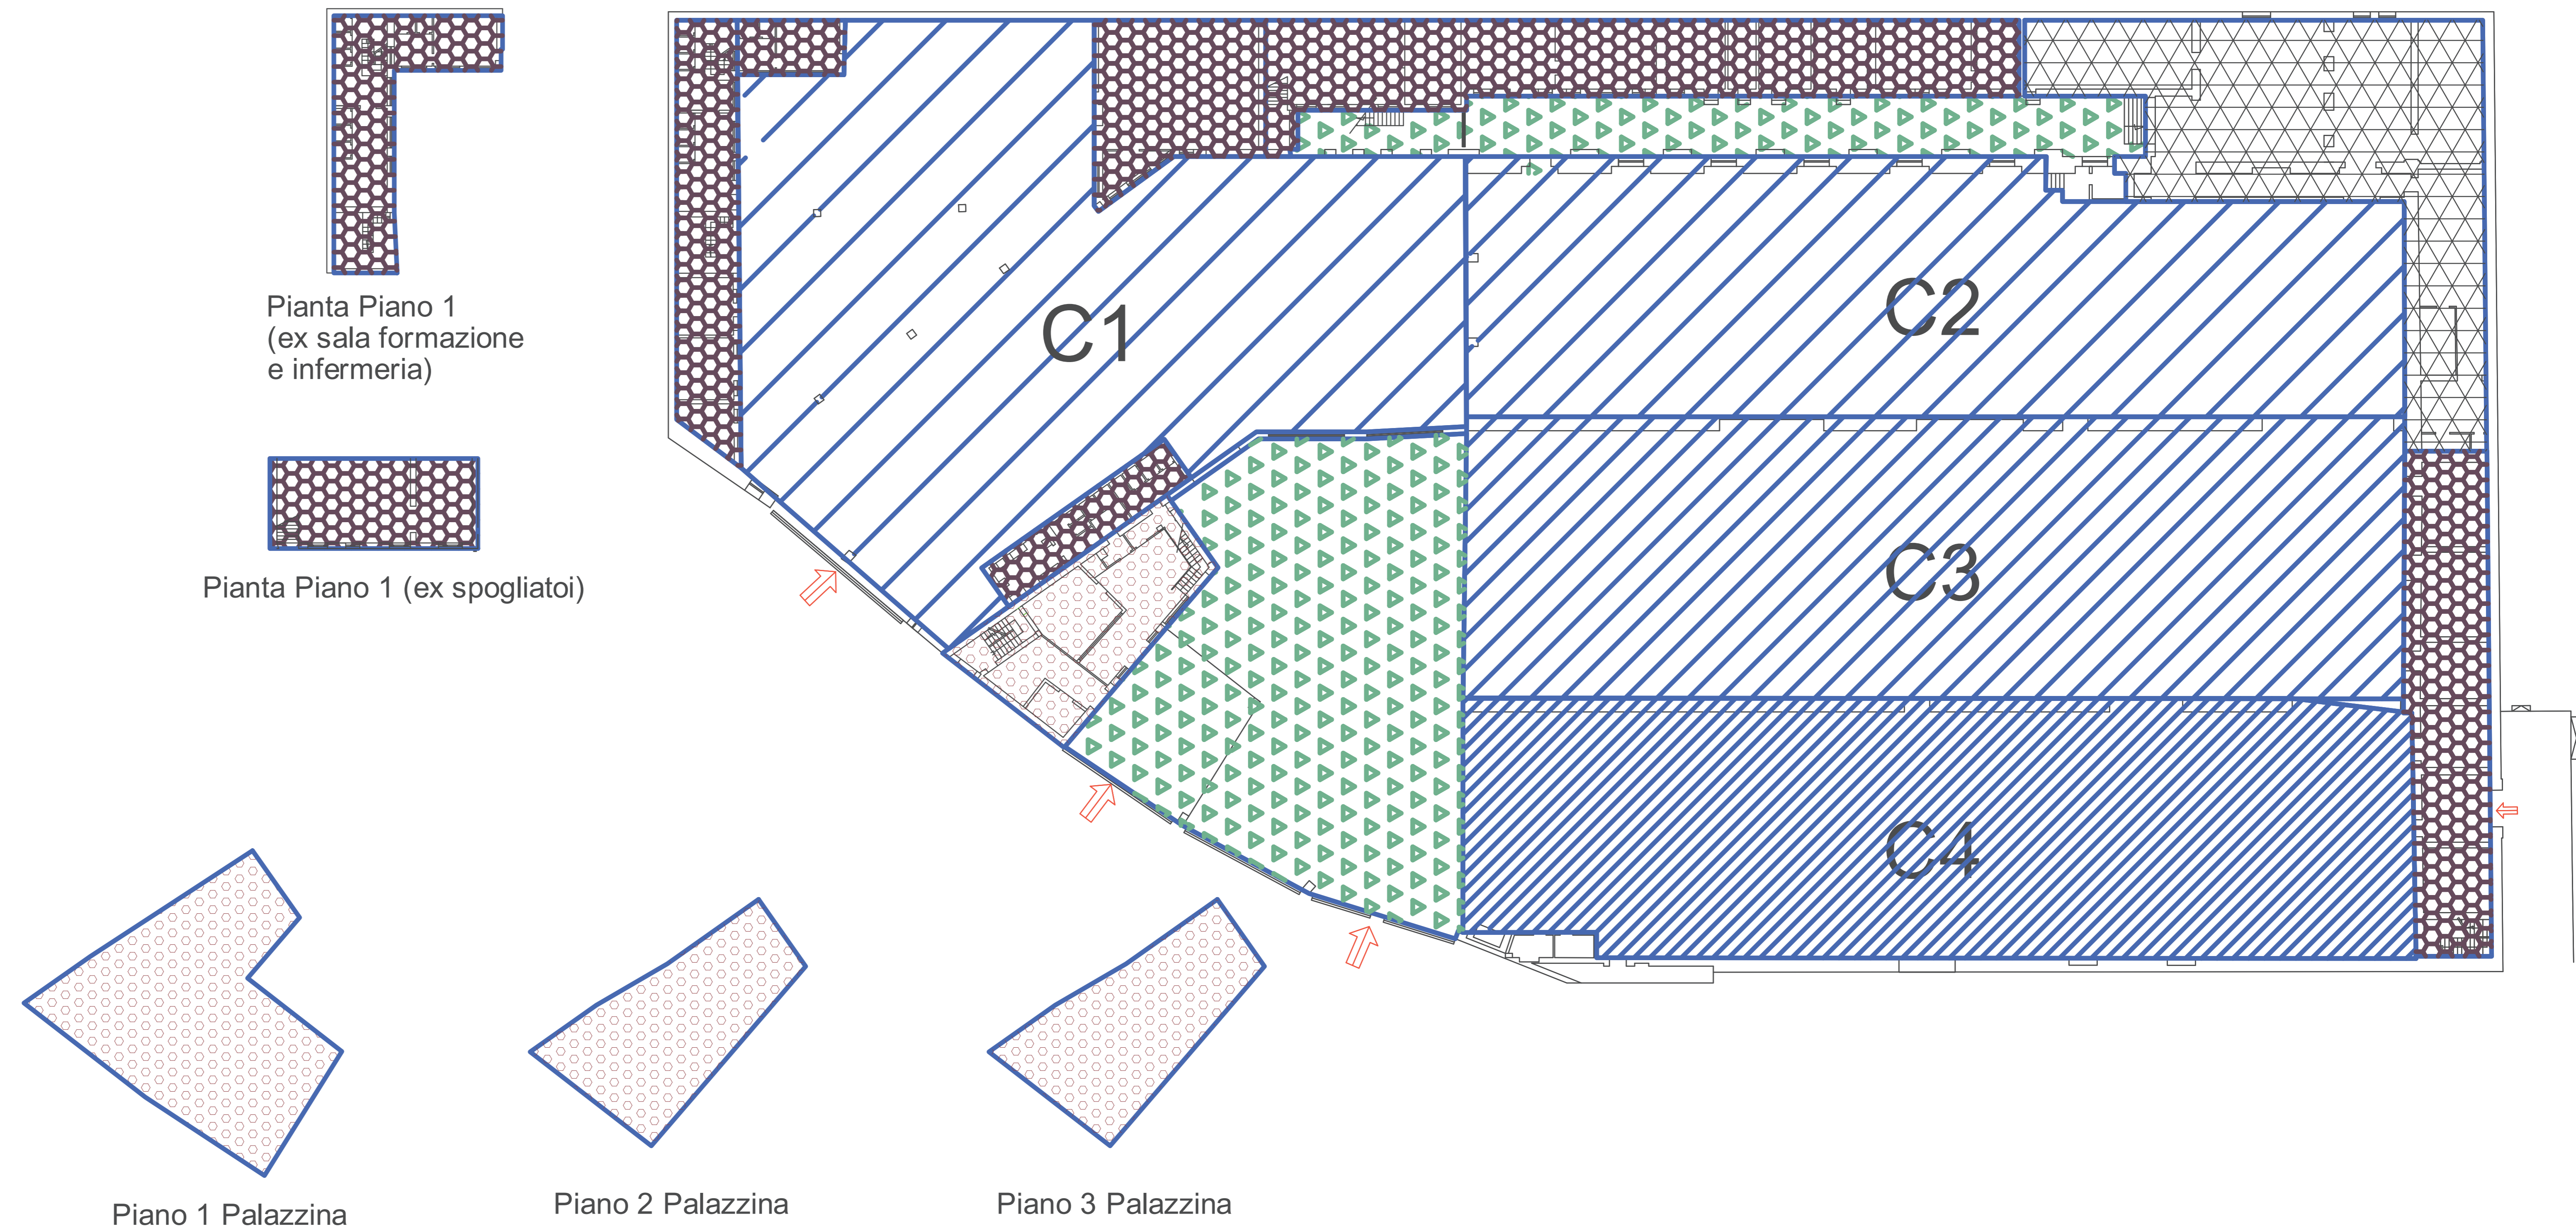 Pianta Piano 1
(ex sala formazione
e infermeria)
Pianta Piano 1 (ex spogliatoi)
C1
C2
C3
C4
Piano 1 Palazzina
Piano 2 Palazzina
Piano 3 Palazzina